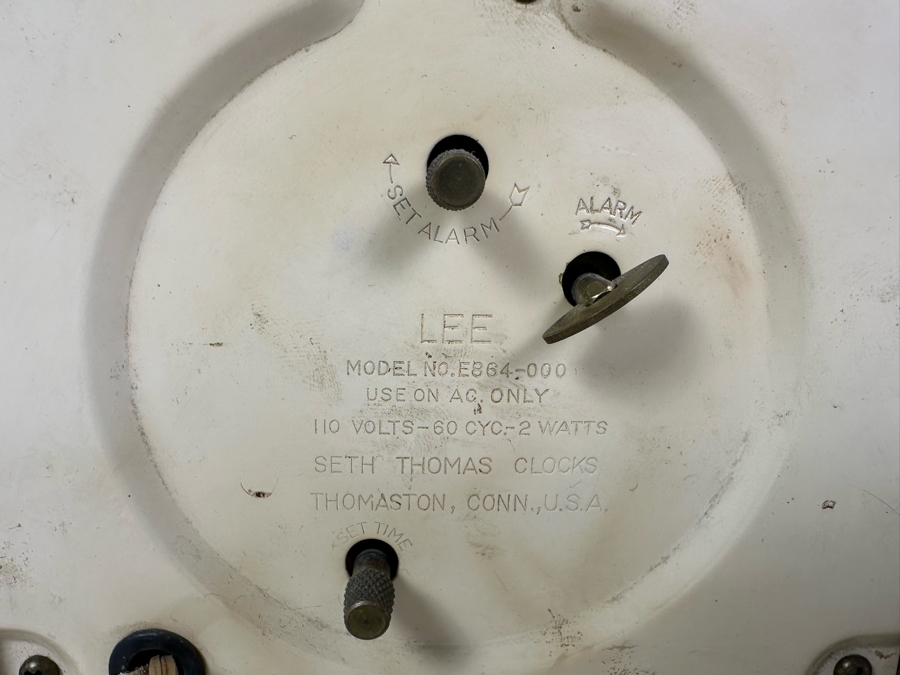 SET ALARM
ALARM
LEE
MODEL NO. E864-000
USE ON AC. ONLY
110 VOLTS-60 CYC.-2 WATTS
SETH THOMAS CLOCKS
THOMASTON, CONN., U.S.A.
SET TIME